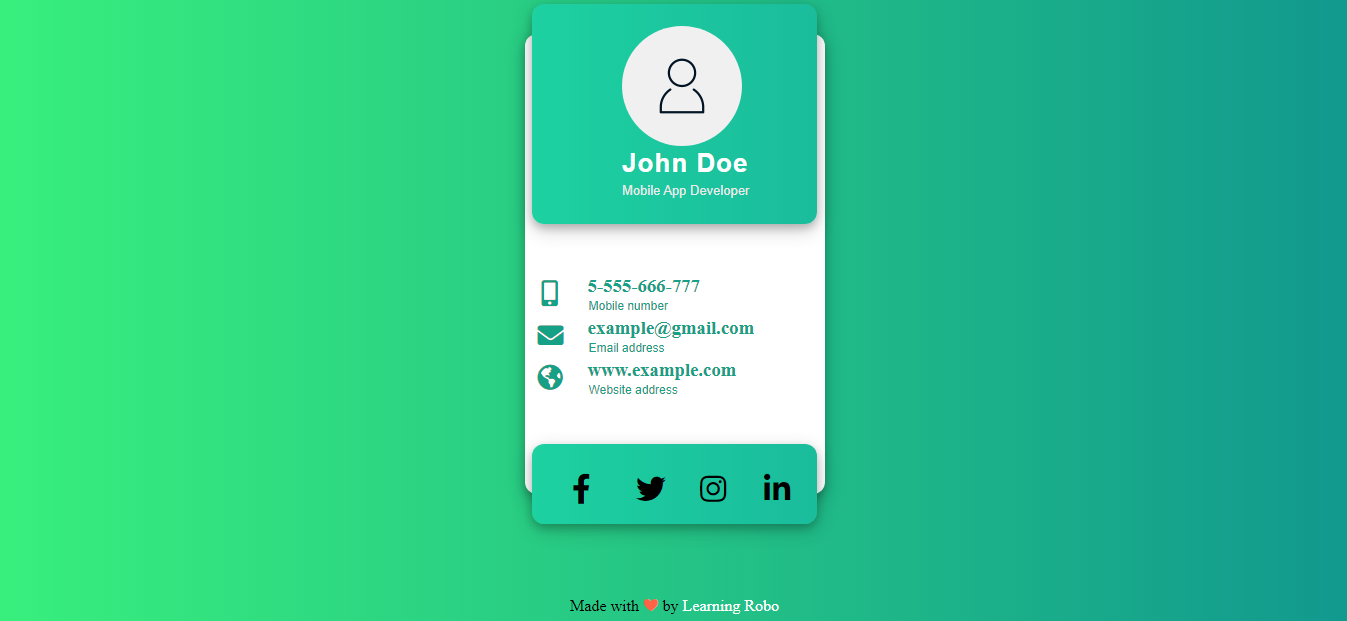 John Doe
Mobile App Developer
5-555-666-777
Mobile number
example@gmail.com
Email address
www.example.com
Website address
Made with ❤ by Learning Robo